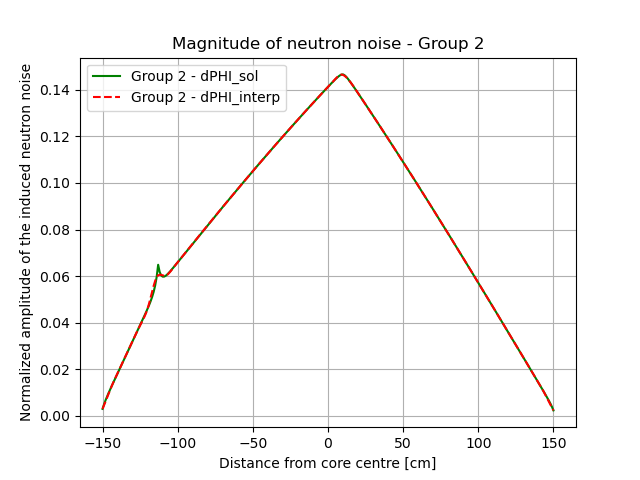 Magnitude of neutron noise - Group 2
Group 2 - dPHI_sol
Group 2 - dPHI_interp
Normalized amplitude of the induced neutron noise
0.14
0.12
0.10
0.08
0.06
0.04
0.02
0.00
−150 −100 −50 0 50 100 150
Distance from core centre [cm]